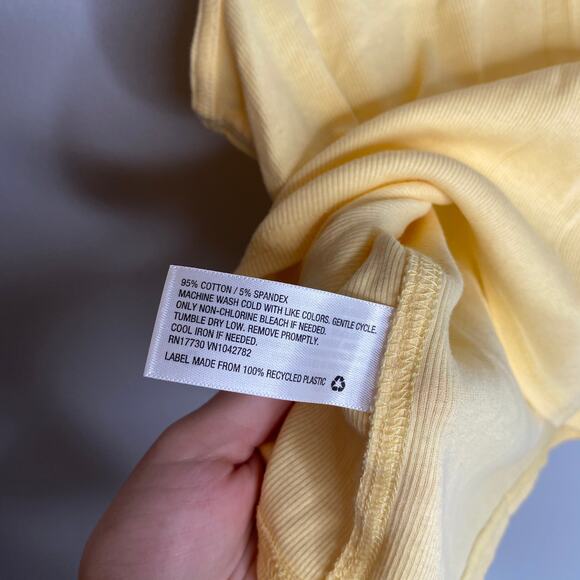 95% COTTON / 5% SPANDEX
MACHINE WASH COLD WITH LIKE COLORS. GENTLE CYCLE.
ONLY NON-CHLORINE BLEACH IF NEEDED.
TUMBLE DRY LOW. REMOVE PROMPTLY.
COOL IRON IF NEEDED.
RN17730 VN1042782
LABEL MADE FROM 100% RECYCLED PLASTIC